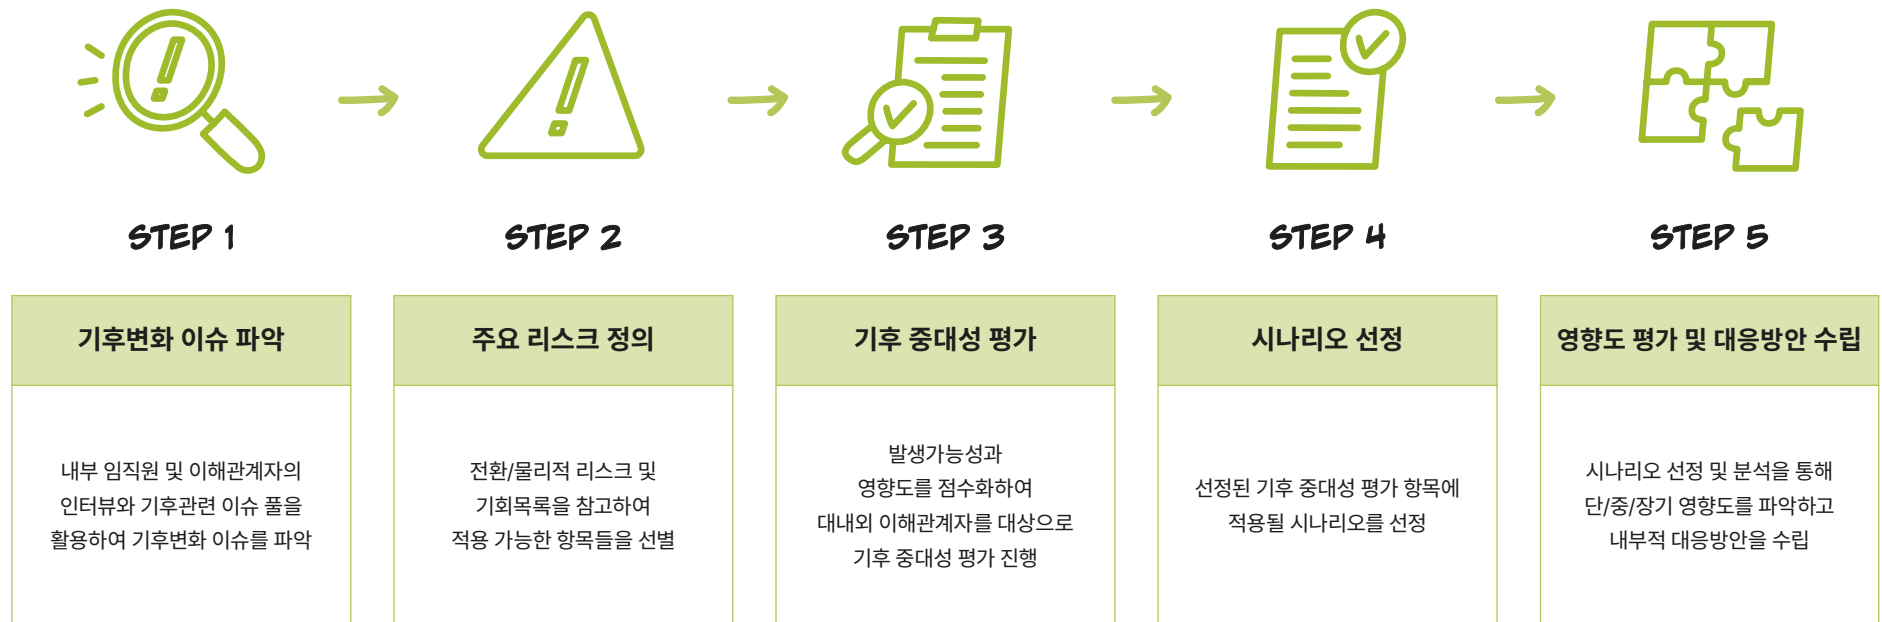 STEP 1
기후변화 이슈 파악
내부 임직원 및 이해관계자의
인터뷰와 기후관련 이슈 풀을
활용하여 기후변화 이슈를 파악
STEP 2
주요 리스크 정의
전환/물리적 리스크 및
기회목록을 참고하여
적용 가능한 항목들을 선별
STEP 3
기후 중대성 평가
발생가능성과
영향도를 점수화하여
대내외 이해관계자를 대상으로
기후 중대성 평가 진행
STEP 4
시나리오 선정
선정된 기후 중대성 평가 항목에
적용될 시나리오를 선정
STEP 5
영향도 평가 및 대응방안 수립
시나리오 선정 및 분석을 통해
단/중/장기 영향도를 파악하고
내부적 대응방안을 수립